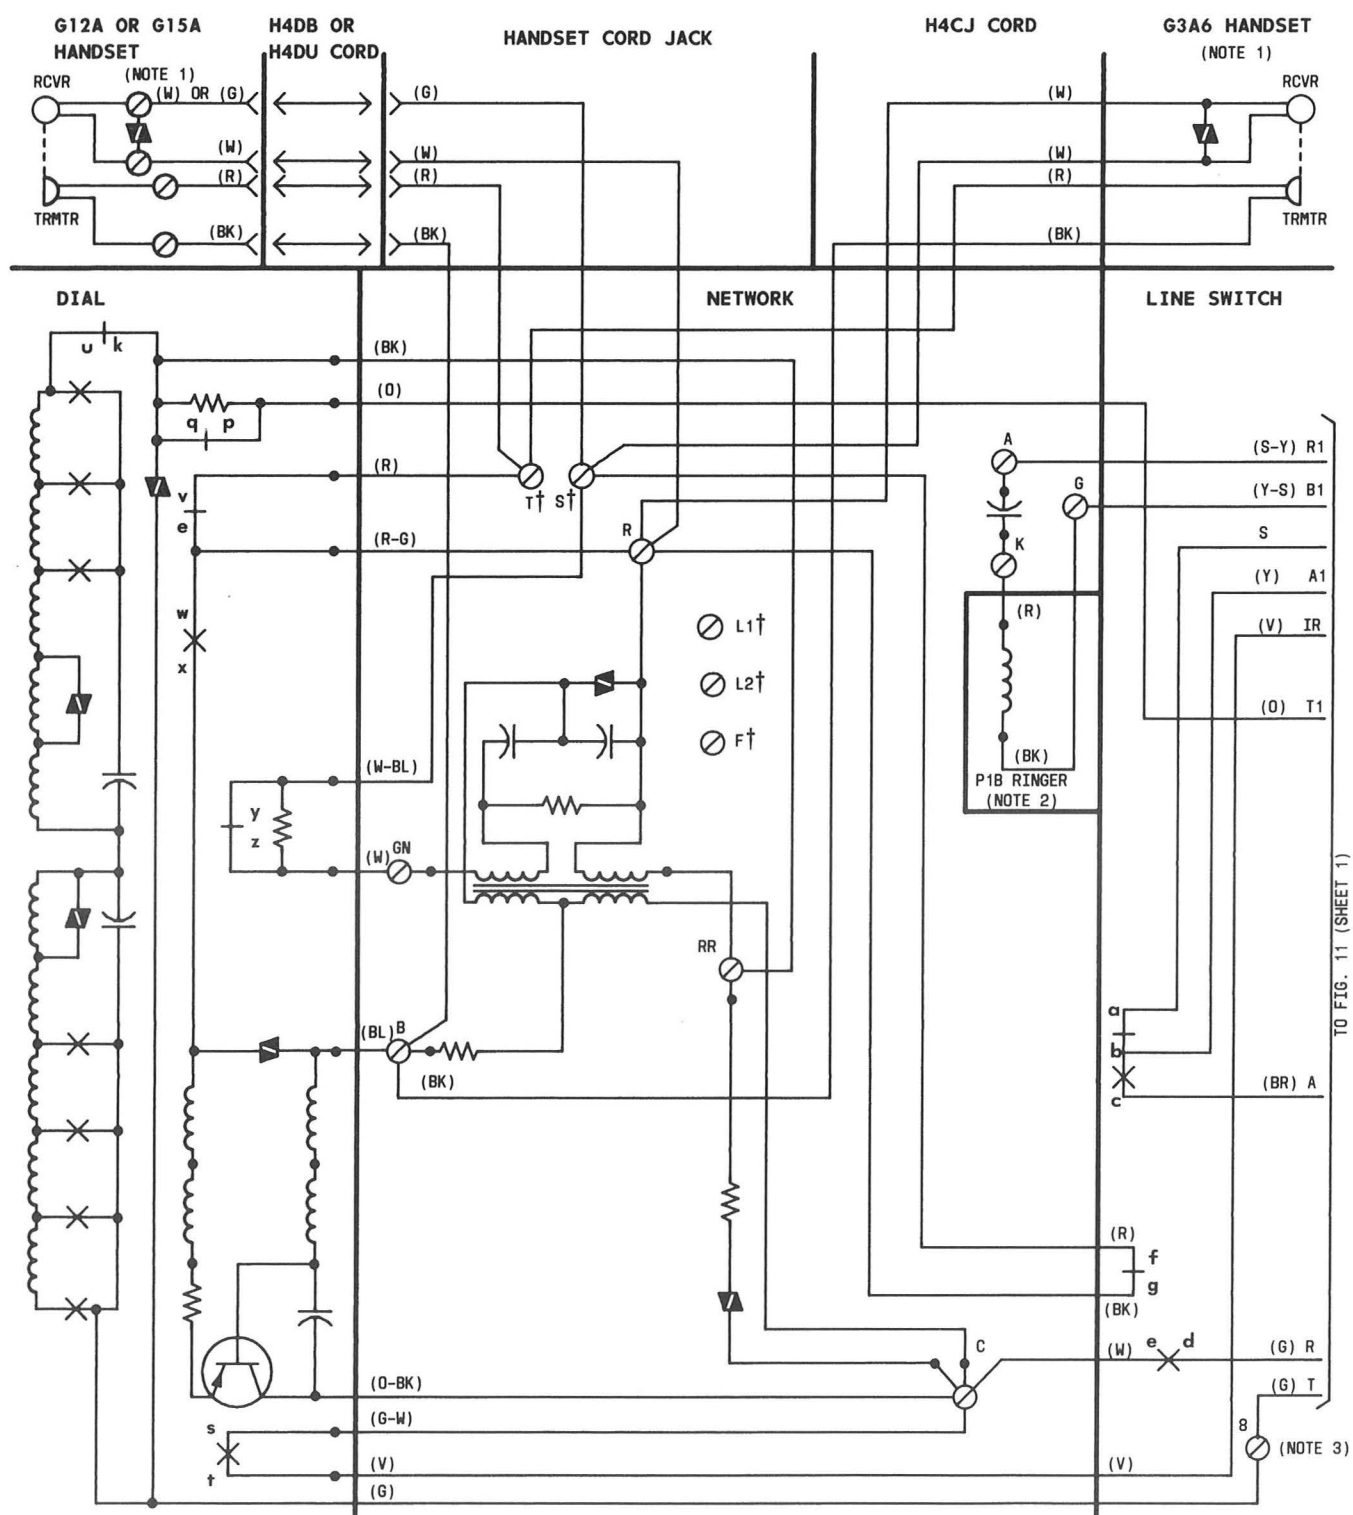 G12A OR G15A
HANDSET
H4DB OR
H4DU CORD
HANDSET CORD JACK
H4CJ CORD
G3A6 HANDSET
(NOTE 1)
(NOTE 1)
RCVR
(W) OR (G)
(G)
(W)
RCVR
(W)
(W)
(W)
(R)
(R)
(R)
TRMTR
(BK)
(BK)
(BK)
TRMTR
DIAL
NETWORK
LINE SWITCH
u k
(BK)
(O)
q p
A
(S-Y) R1
(R)
T† S†
G
(Y-S) B1
v
e
R
(R-G)
K
S
(Y) A1
w
(R)
L1†
(V) IR
x
L2†
(O) T1
F†
(BK)
(W-BL)
P1B RINGER
(NOTE 2)
y
z
(W) GN
TO FIG. 11 (SHEET 1)
RR
a
(BL) B
b
(BK)
(BR) A
c
(R)
f
g
(BK)
C
(W)
e d
(G) R
(O-BK)
(G) T
(G-W)
s
8
(NOTE 3)
t
(V)
(V)
(G)